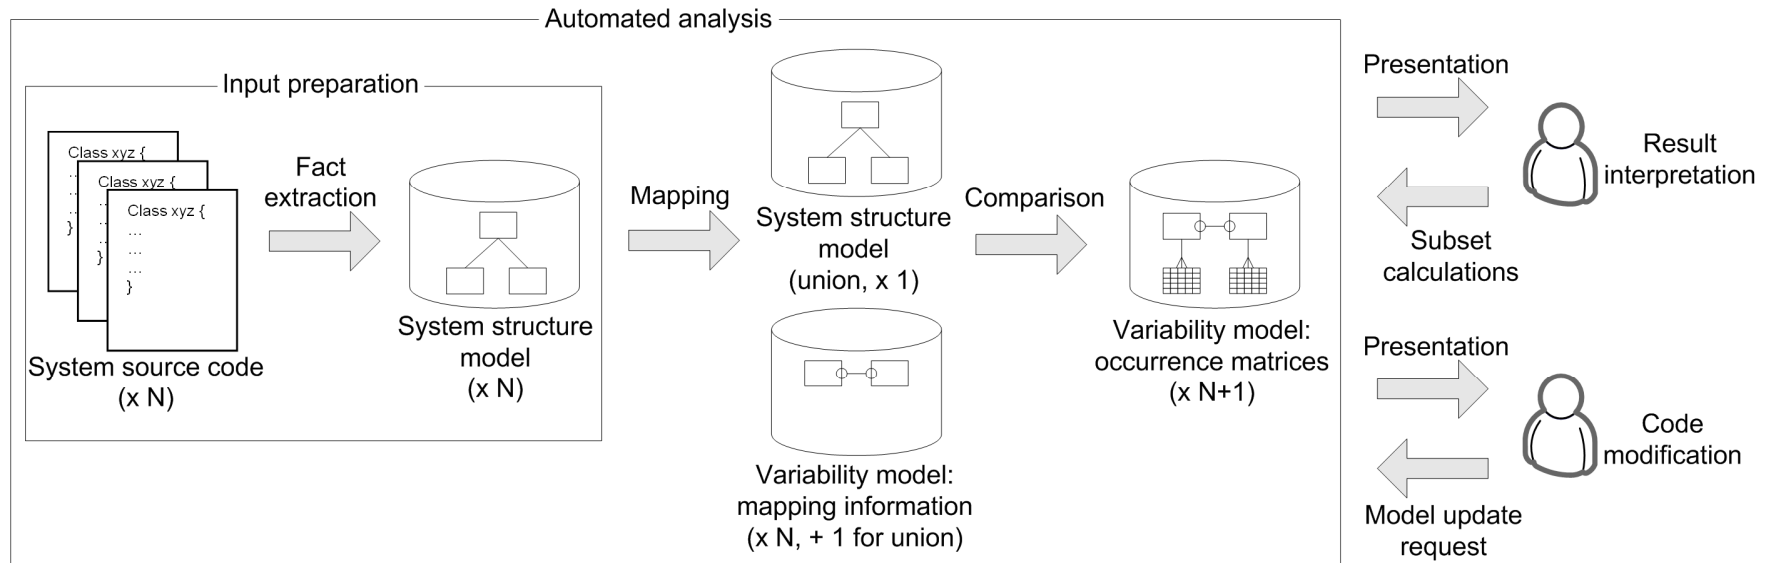 Automated analysis
Input preparation
Class xyz {
..
..
..
}
Class xyz {
..
..
..
}
Class xyz {
...
...
...
}
System source code
(x N)
Fact
extraction
System structure
model
(x N)
Mapping
System structure
model
(union, x 1)
Variability model:
mapping information
(x N, + 1 for union)
Comparison
Variability model:
occurrence matrices
(x N+1)
Presentation
Result
interpretation
Subset
calculations
Presentation
Code
modification
Model update
request